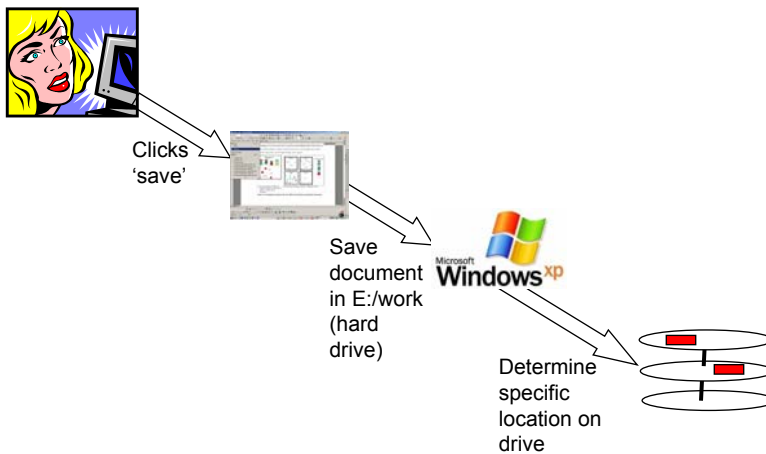 Clicks
‘save’
Save
document
in E:/work
(hard
drive)
Microsoft
Windows xp
Determine
specific
location on
drive